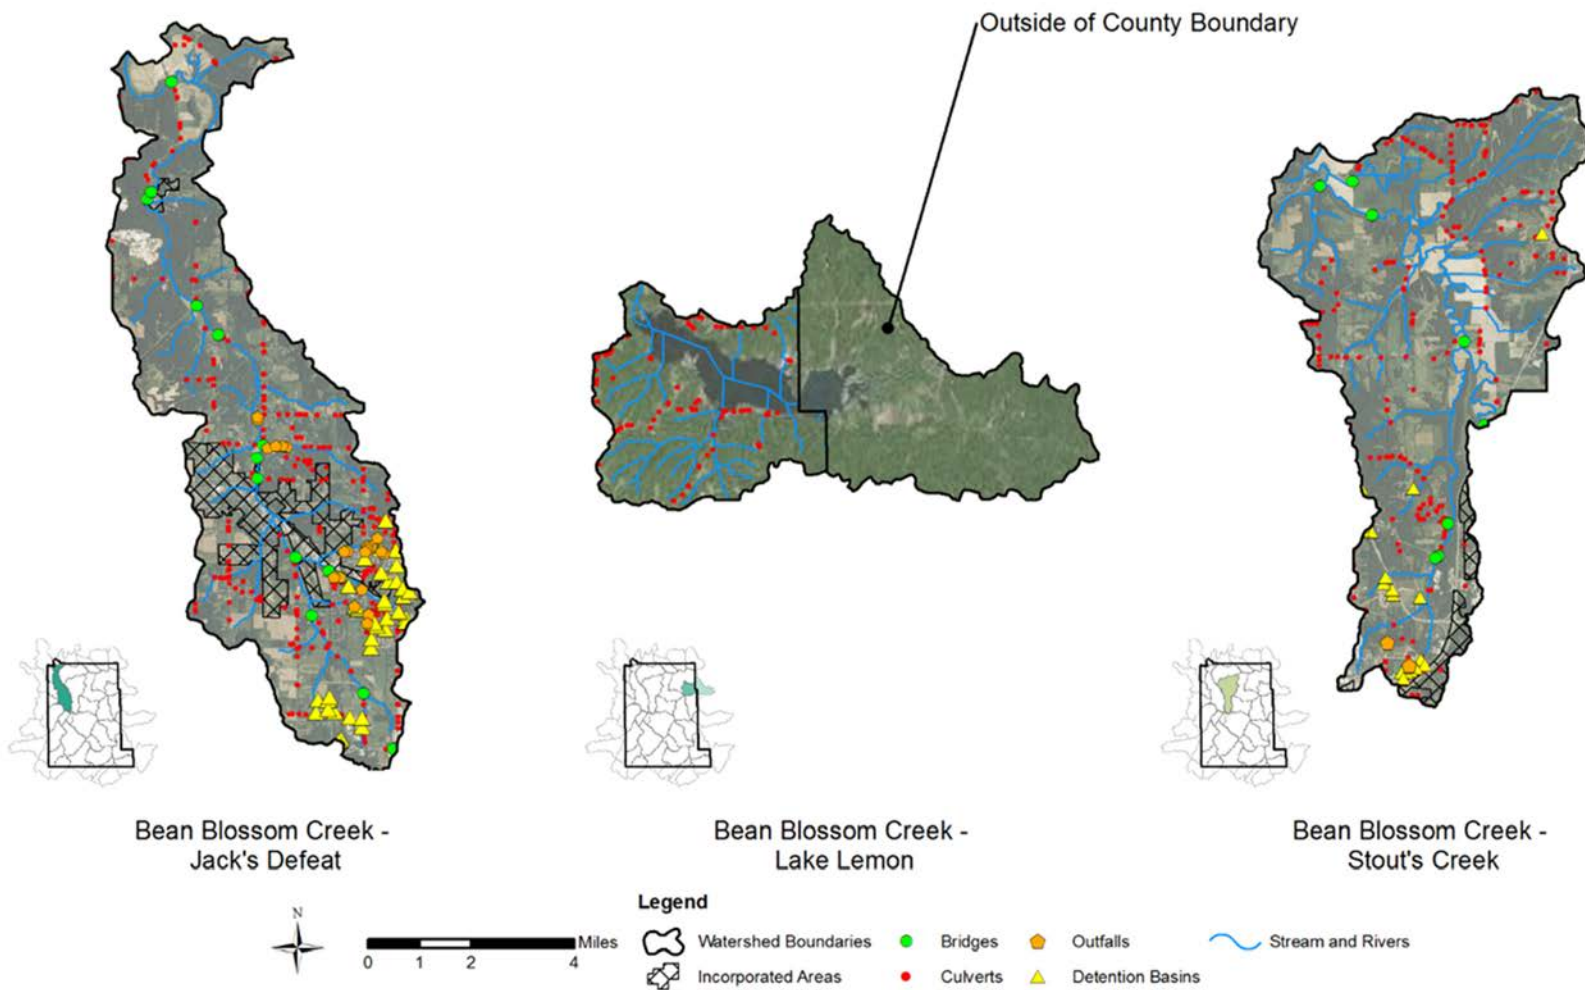 Outside of County Boundary
Bean Blossom Creek -
Jack's Defeat
Bean Blossom Creek -
Lake Lemon
Bean Blossom Creek -
Stout's Creek
Legend
N
Miles
0 1 2 4
Watershed Boundaries
Bridges
Outfalls
Stream and Rivers
Incorporated Areas
Culverts
Detention Basins